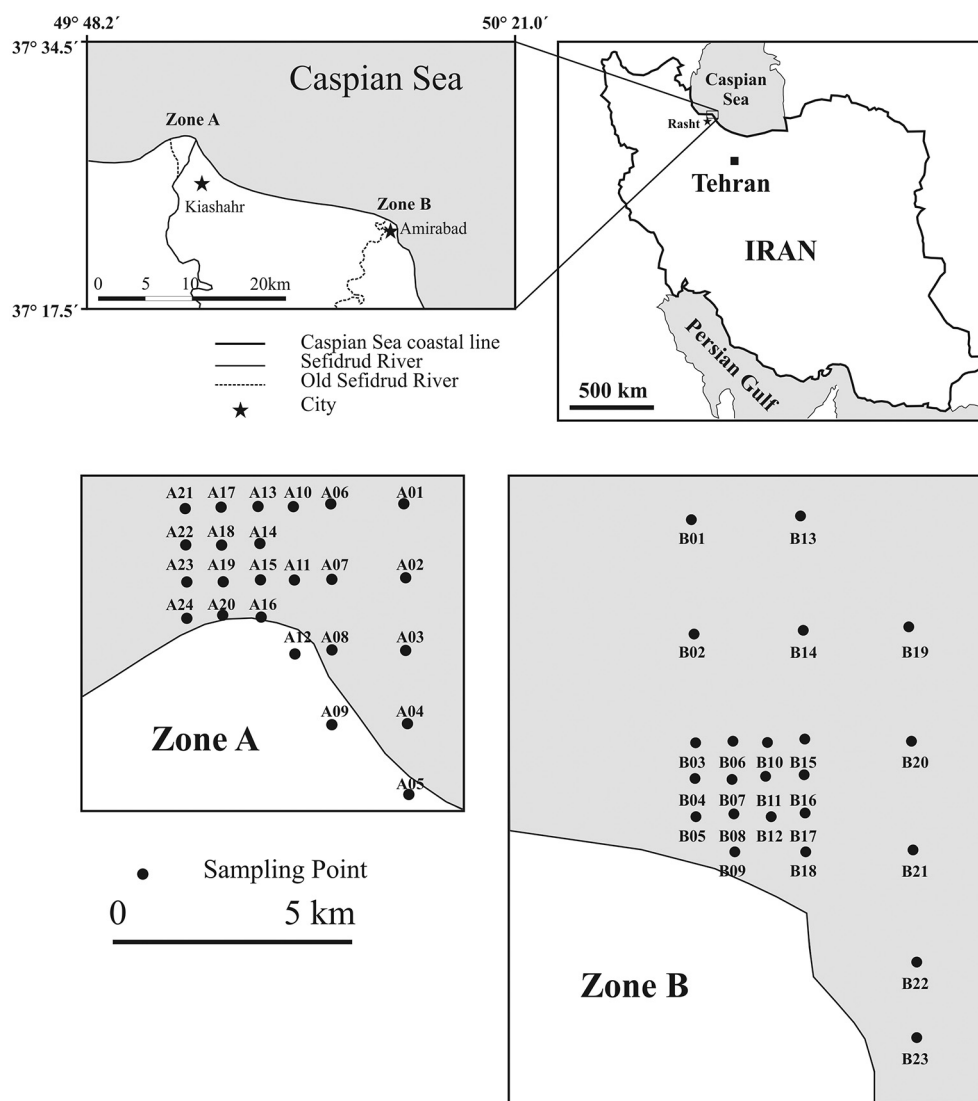 49° 48.2´
50° 21.0´
37° 34.5´
Caspian Sea
Zone A
Kiashahr
Zone B
Amirabad
0 5 10 20km
37° 17.5´
Caspian Sea coastal line
Sefidrud River
Old Sefidrud River
City
Caspian
Sea
Rasht
Tehran
IRAN
Persian Gulf
500 km
A21 A17 A13 A10 A06 A01
A22 A18 A14
A23 A19 A15 A11 A07 A02
A24 A20 A16
A12 A08 A03
A09 A04
Zone A
A05
Sampling Point
0 5 km
B01 B13
B02 B14 B19
B03 B06 B10 B15 B20
B04 B07 B11 B16
B05 B08 B12 B17
B09 B18 B21
B22
Zone B
B23